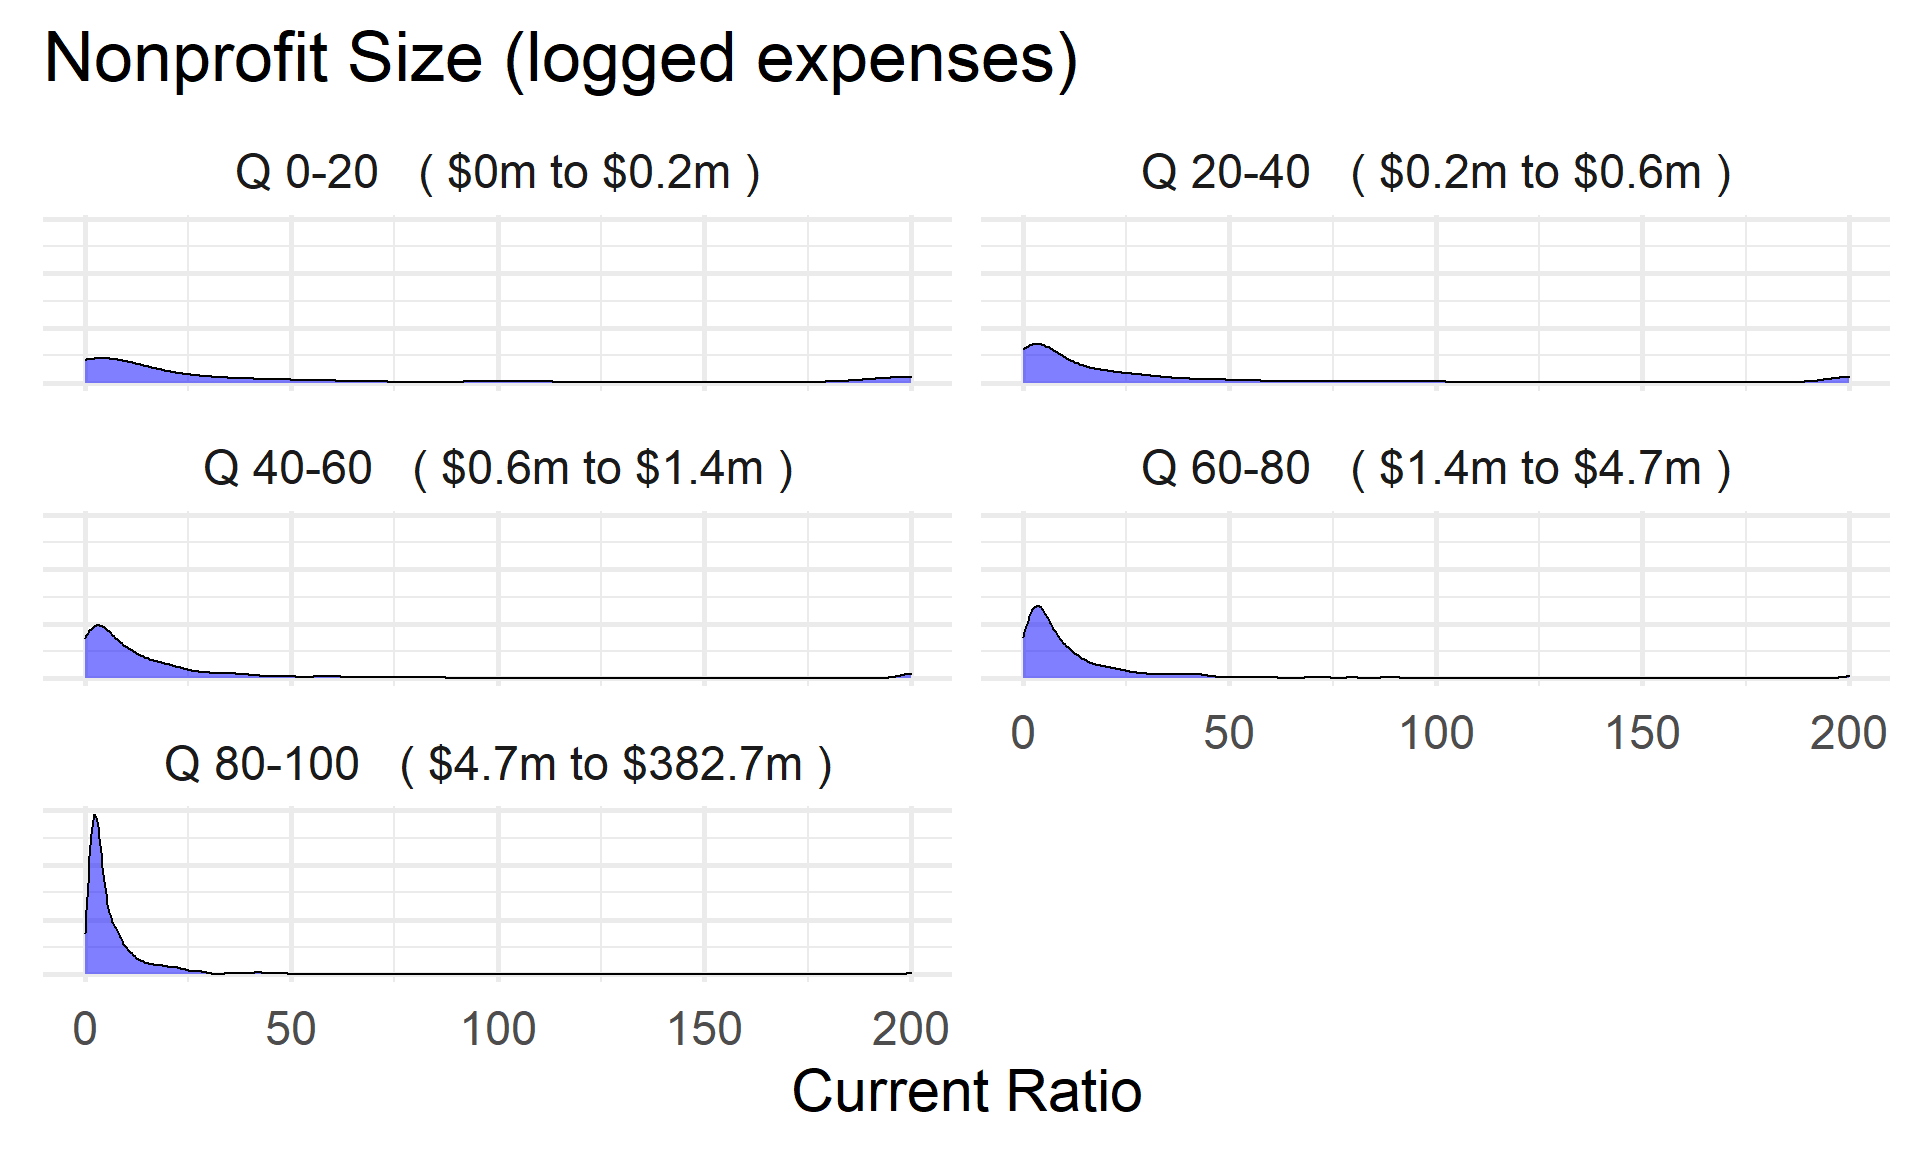 Nonprofit Size (logged expenses)
Q 0-20 ( $0m to $0.2m )
Q 20-40 ( $0.2m to $0.6m )
Q 40-60 ( $0.6m to $1.4m )
Q 60-80 ( $1.4m to $4.7m )
0 50 100 150 200
Q 80-100 ( $4.7m to $382.7m )
0 50 100 150 200
Current Ratio